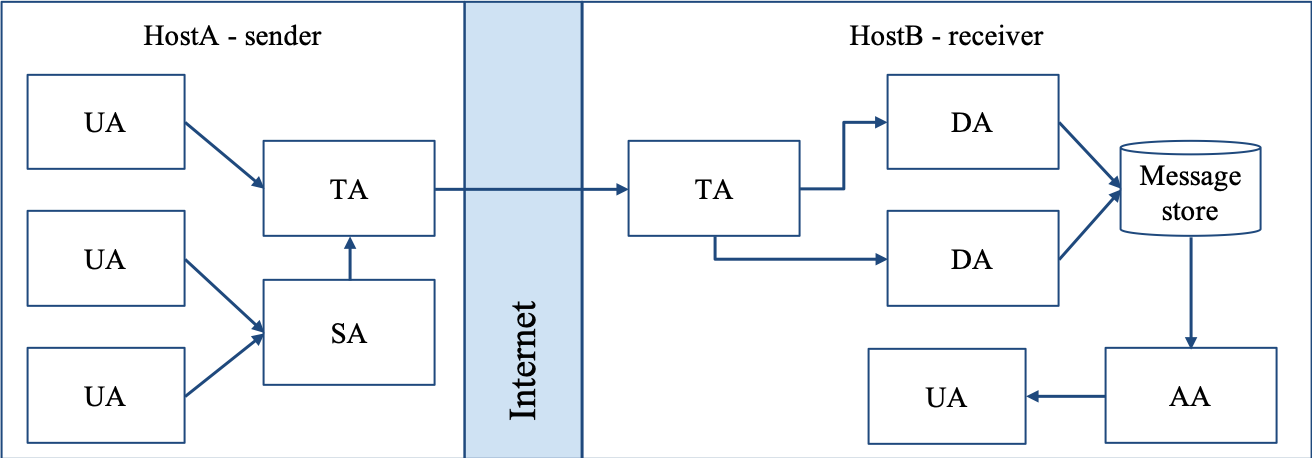 HostA - sender
HostB - receiver
UA
TA
UA
SA
UA
Internet
TA
DA
DA
Message
store
UA
AA